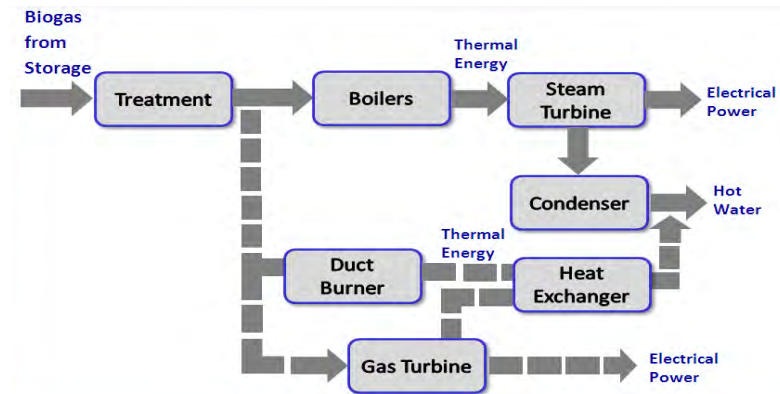 Biogas
from
Storage
Treatment
Boilers
Thermal
Energy
Steam
Turbine
Electrical
Power
Condenser
Hot
Water
Duct
Burner
Thermal
Energy
Heat
Exchanger
Gas Turbine
Electrical
Power